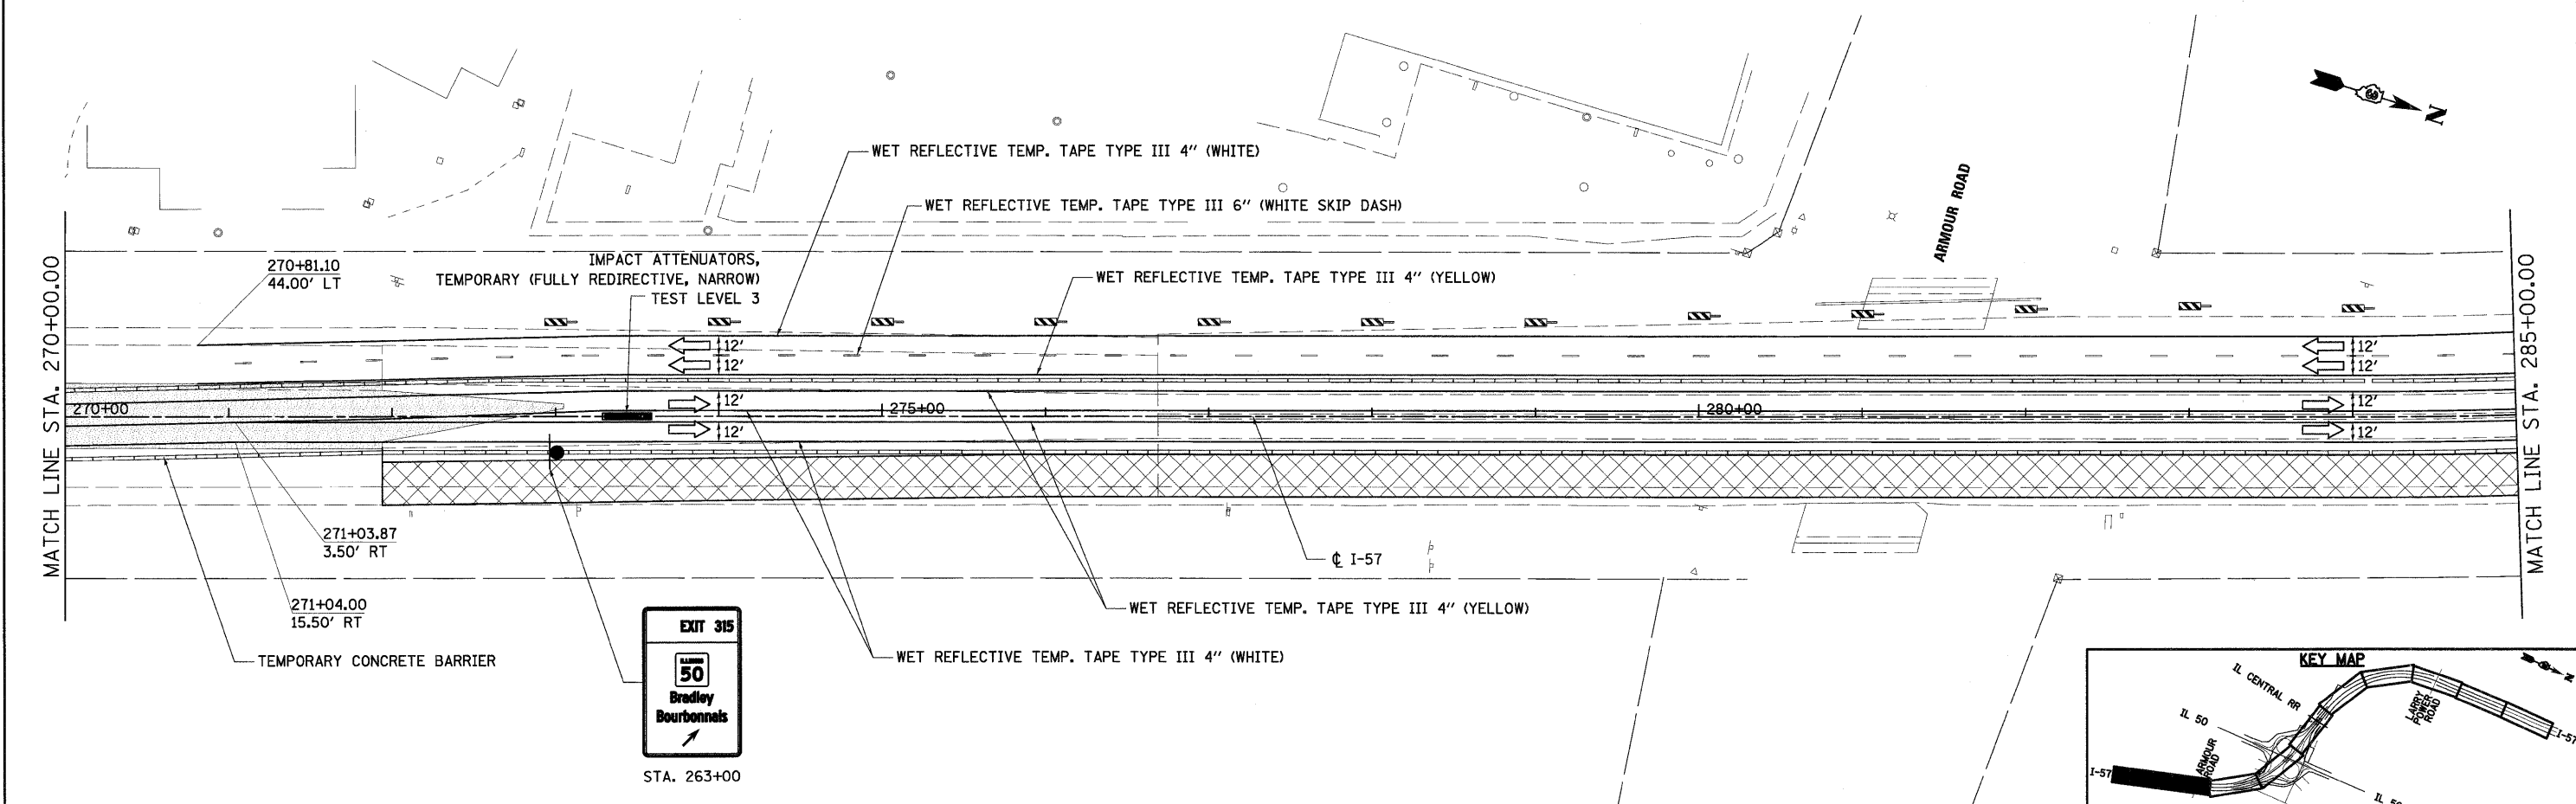 WET REFLECTIVE TEMP. TAPE TYPE III 4" (WHITE)
WET REFLECTIVE TEMP. TAPE TYPE III 6" (WHITE SKIP DASH)
IMPACT ATTENUATORS,
TEMPORARY (FULLY REDIRECTIVE, NARROW)
TEST LEVEL 3
WET REFLECTIVE TEMP. TAPE TYPE III 4" (YELLOW)
ARMOUR ROAD
N
270+81.10
44.00' LT
MATCH LINE STA. 270+00.00
MATCH LINE STA. 285+00.00
12'
12'
12'
12'
12'
12'
12'
12'
270+00
275+00
280+00
271+03.87
3.50' RT
271+04.00
15.50' RT
℄ I-57
WET REFLECTIVE TEMP. TAPE TYPE III 4" (YELLOW)
WET REFLECTIVE TEMP. TAPE TYPE III 4" (WHITE)
TEMPORARY CONCRETE BARRIER
EXIT 315
ILLINOIS
50
Bradley
Bourbonnais
STA. 263+00
KEY MAP
N
IL CENTRAL RR
IL 50
LARRY
POWER
ROAD
I-57
ARMOUR
ROAD
I-57
IL 50